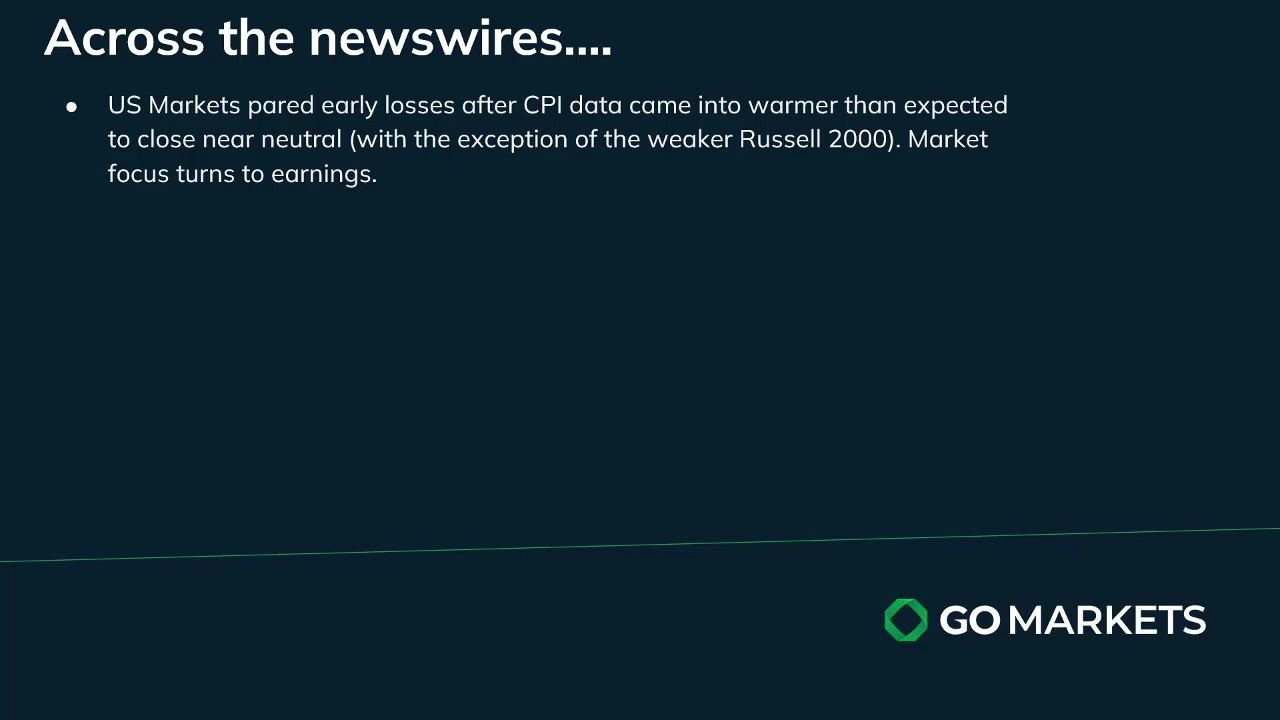 Across the newswires....
● US Markets pared early losses after CPI data came into warmer than expected
to close near neutral (with the exception of the weaker Russell 2000). Market
focus turns to earnings.
GO MARKETS